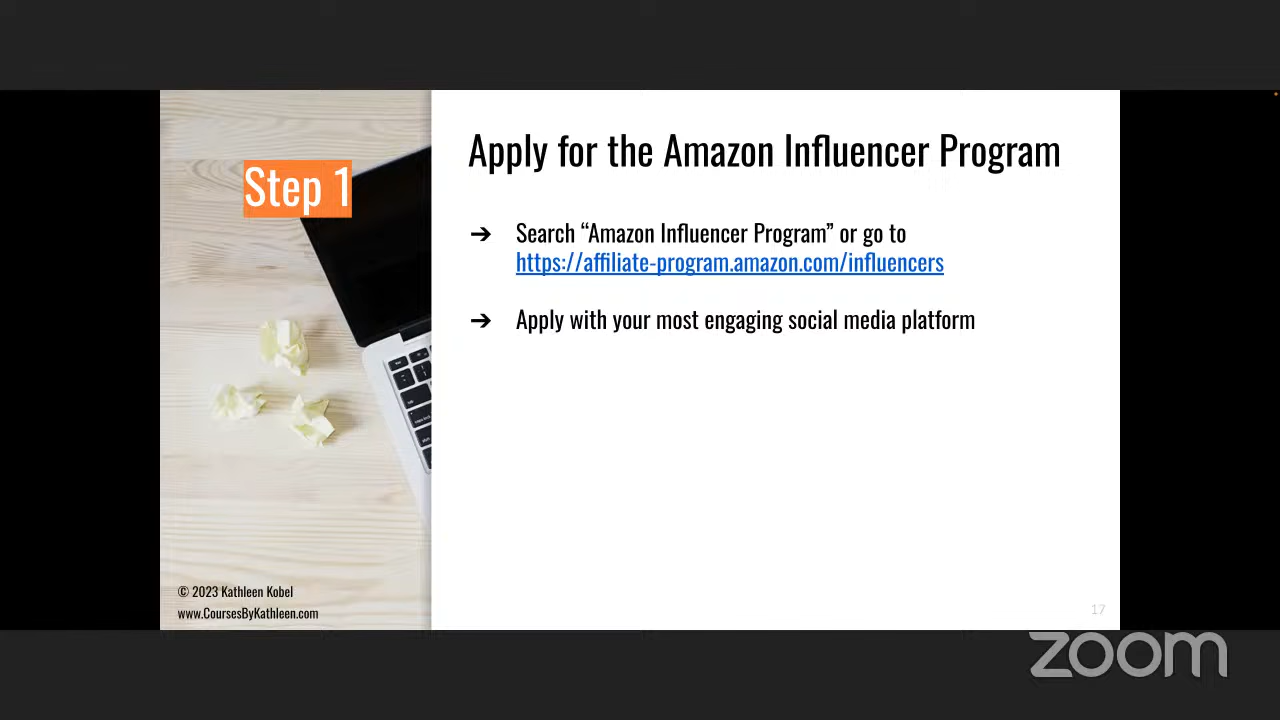 Step 1
Apply for the Amazon Influencer Program
➔ Search “Amazon Influencer Program” or go to
https://affiliate-program.amazon.com/influencers
➔ Apply with your most engaging social media platform
© 2023 Kathleen Kobel
www.CoursesByKathleen.com
17
zoom